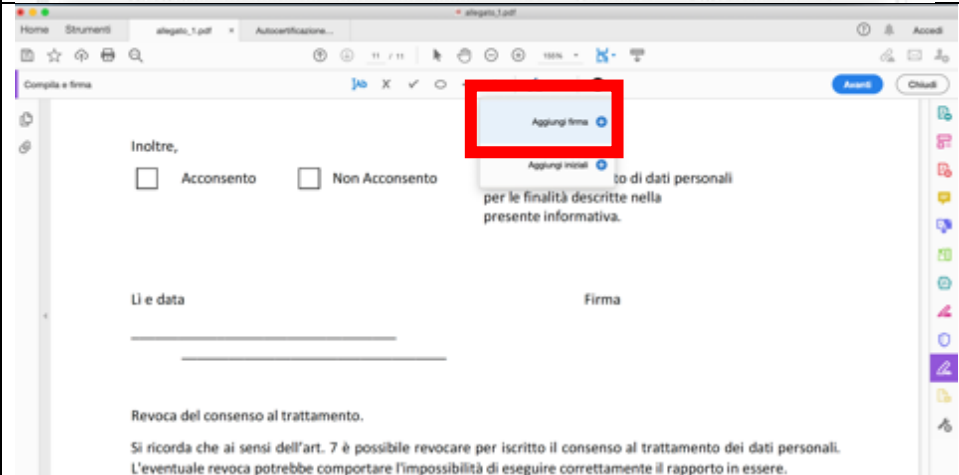 allegato_1.pdf
Home Strumenti allegato_1.pdf × Autocertificazione... Accedi
11 / 11 155%
Compila e firma Ab X Avanti Chiudi
Aggiungi firma
Inoltre,
Aggiungi iniziali
Acconsento Non Acconsento to di dati personali
per le finalità descritte nella
presente informativa.
Lì e data Firma
Revoca del consenso al trattamento.
Si ricorda che ai sensi dell'art. 7 è possibile revocare per iscritto il consenso al trattamento dei dati personali.
L'eventuale revoca potrebbe comportare l'impossibilità di eseguire correttamente il rapporto in essere.